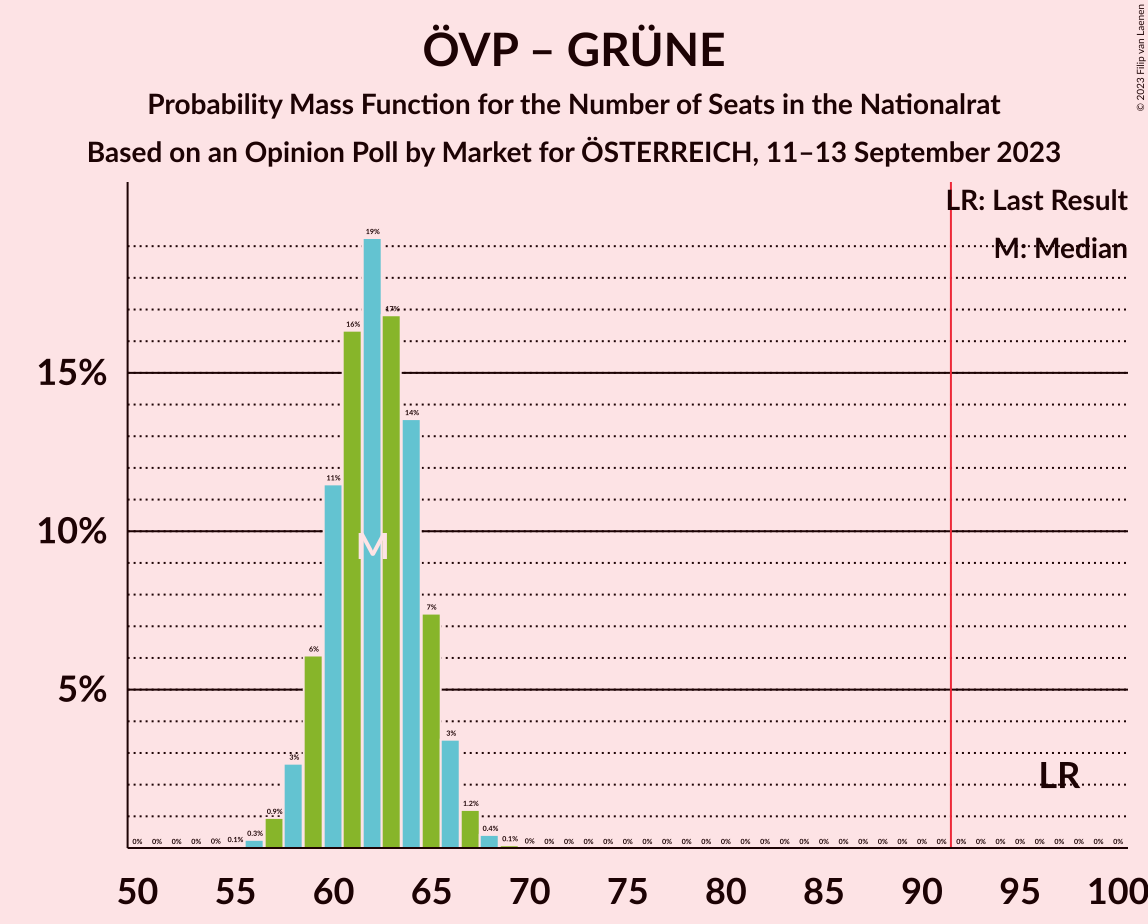 ÖVP – GRÜNE
Probability Mass Function for the Number of Seats in the Nationalrat
Based on an Opinion Poll by Market for ÖSTERREICH, 11–13 September 2023
© 2023 Filip van Laenen
LR: Last Result
M: Median
15%
10%
5%
0% 0% 0% 0% 0% 0.1% 0.3% 0.9% 3% 6% 11% 16% 19% 17% 14% 7% 3% 1.2% 0.4% 0.1% 0% 0% 0% 0% 0% 0% 0% 0% 0% 0% 0% 0% 0% 0% 0% 0% 0% 0% 0% 0% 0% 0% 0% 0% 0% 0% 0% 0% 0% 0% 0%
M
LR
50 55 60 65 70 75 80 85 90 95 100